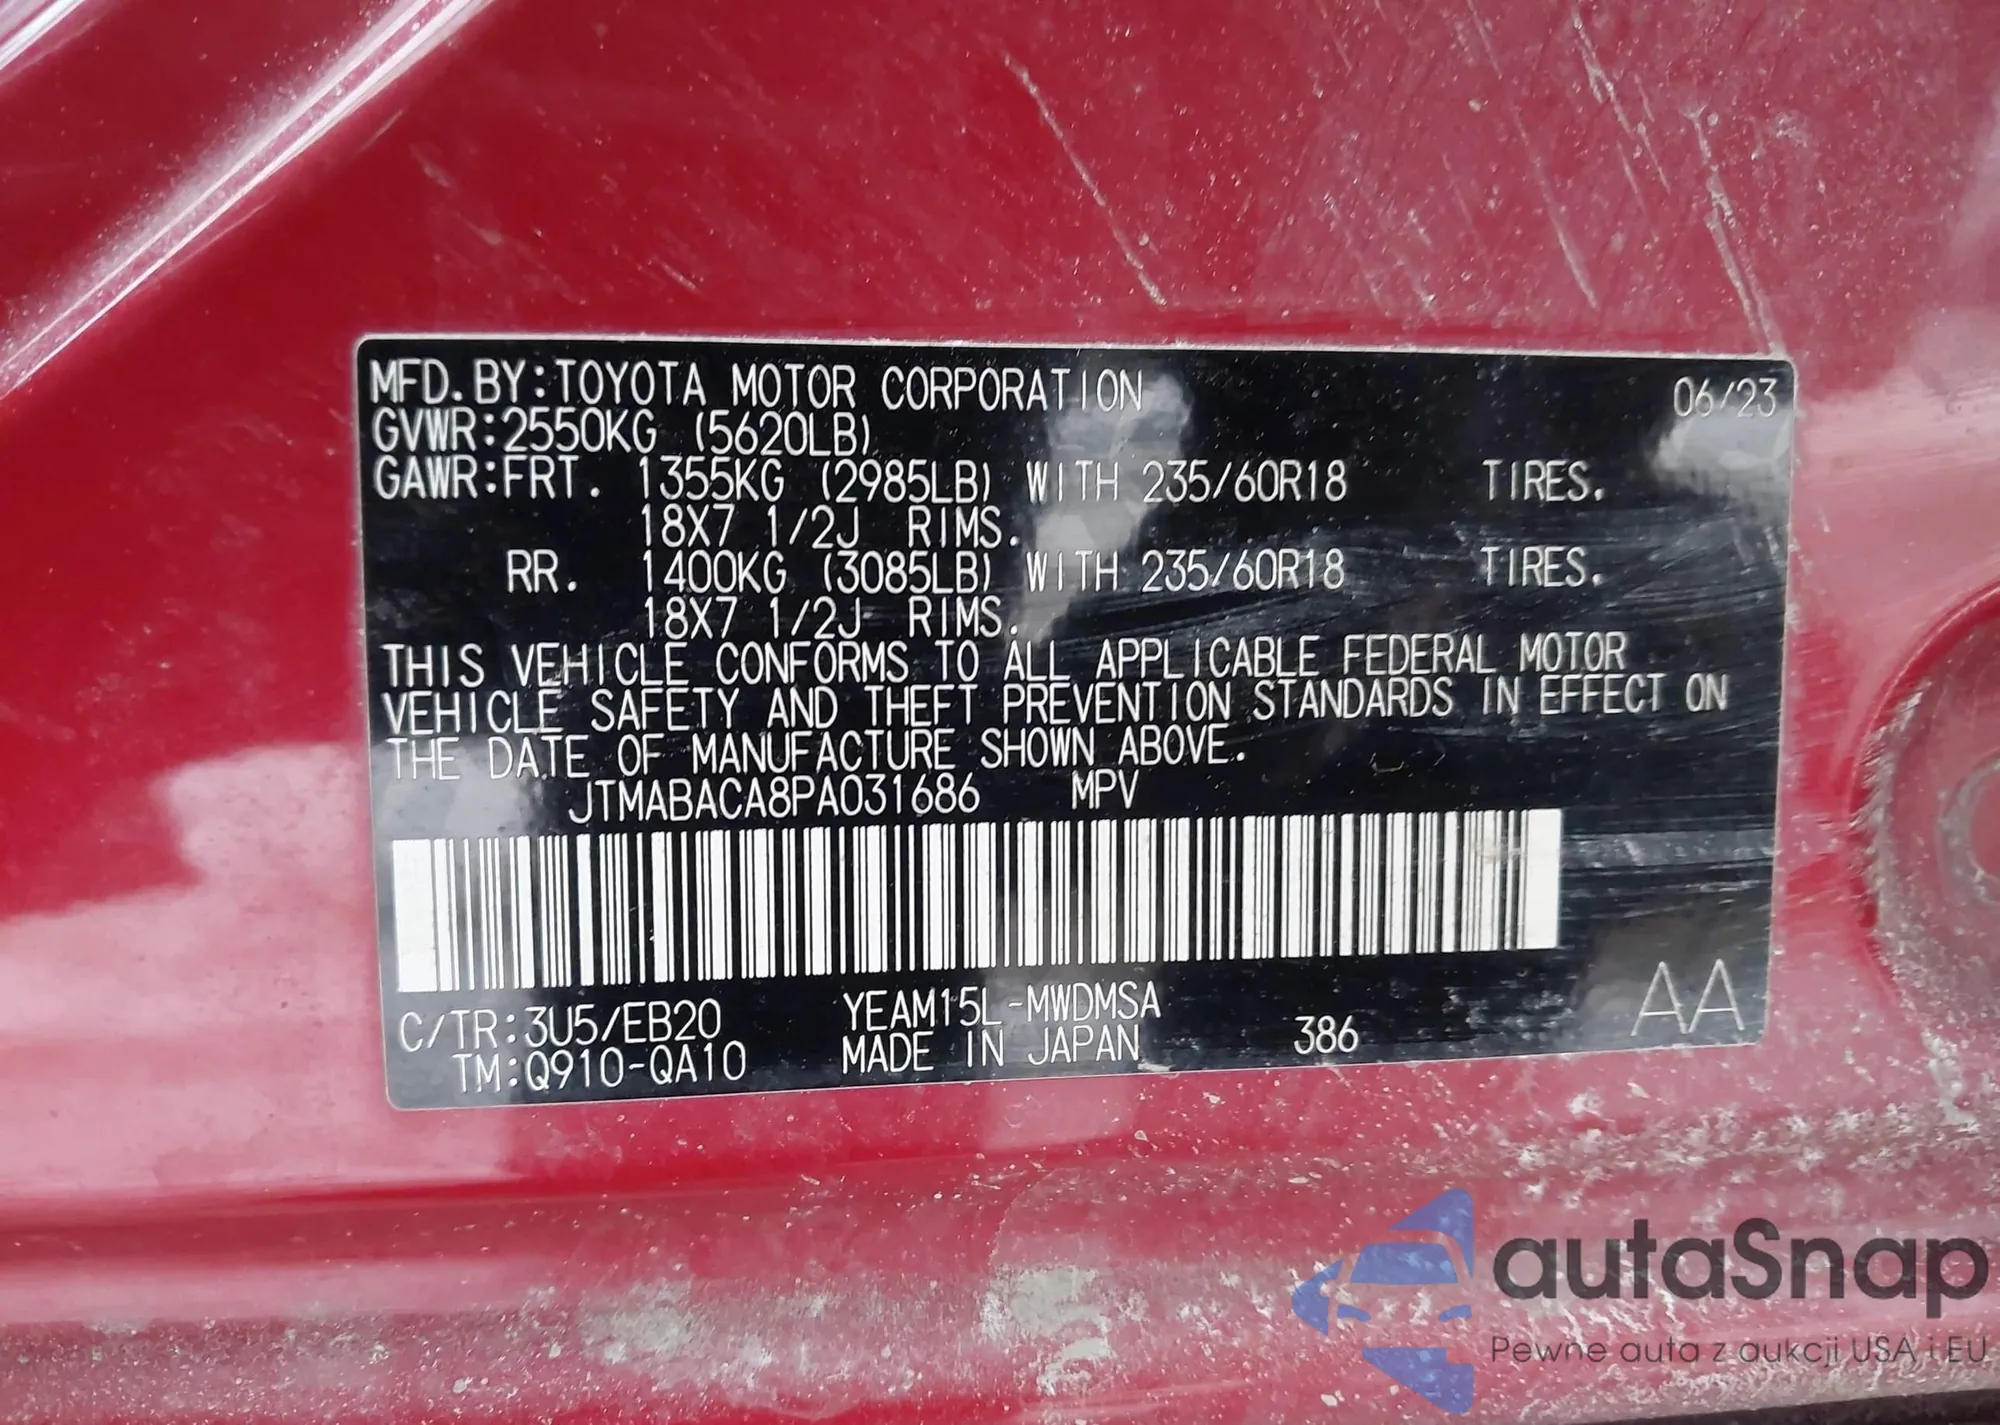 MFD.BY:TOYOTA MOTOR CORPORATION 06/23
GVWR:2550KG (5620LB)
GAWR:FRT. 1355KG (2985LB) WITH 235/60R18 TIRES.
18X7 1/2J RIMS.
RR. 1400KG (3085LB) WITH 235/60R18 TIRES.
18X7 1/2J RIMS.
THIS VEHICLE CONFORMS TO ALL APPLICABLE FEDERAL MOTOR
VEHICLE SAFETY AND THEFT PREVENTION STANDARDS IN EFFECT ON
THE DATE OF MANUFACTURE SHOWN ABOVE.
JTMABACA8PA031686 MPV
C/TR:3U5/EB20 YEAM15L-MWDMSA
TM:Q910-QA10 MADE IN JAPAN 386 AA
autaSnap
Pewne auta z aukcji USA i EU